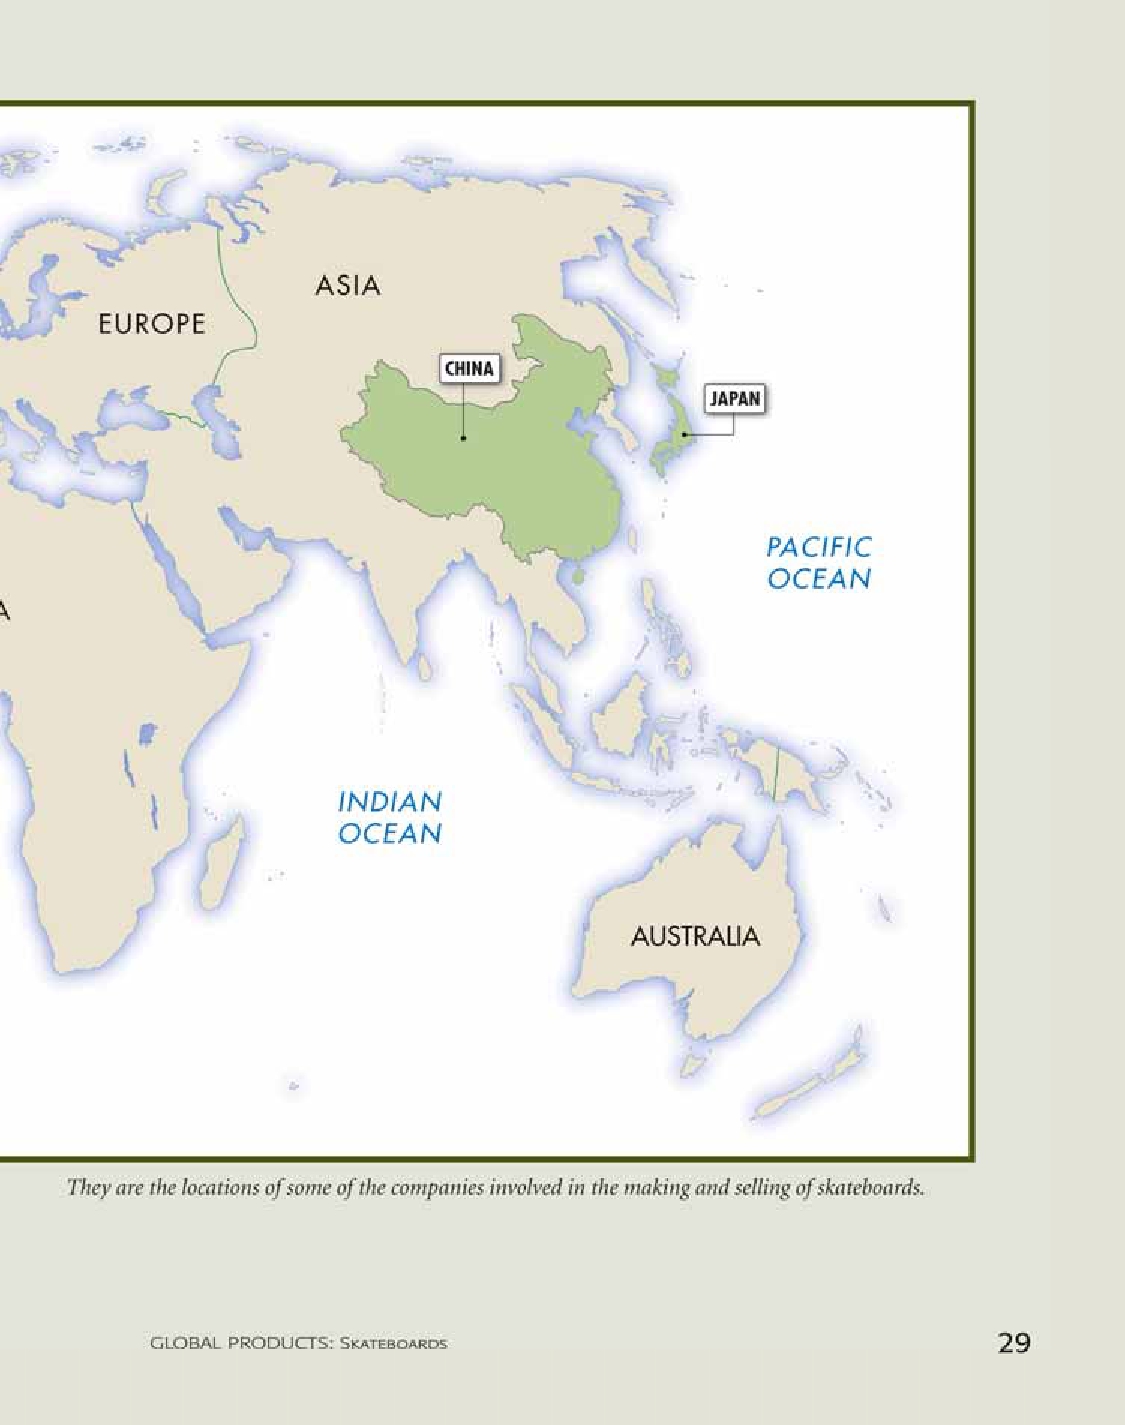 ASIA
EUROPE
CHINA
JAPAN
PACIFIC
OCEAN
A
INDIAN
OCEAN
AUSTRALIA
They are the locations of some of the companies involved in the making and selling of skateboards.
GLOBAL PRODUCTS: SKATEBOARDS
29